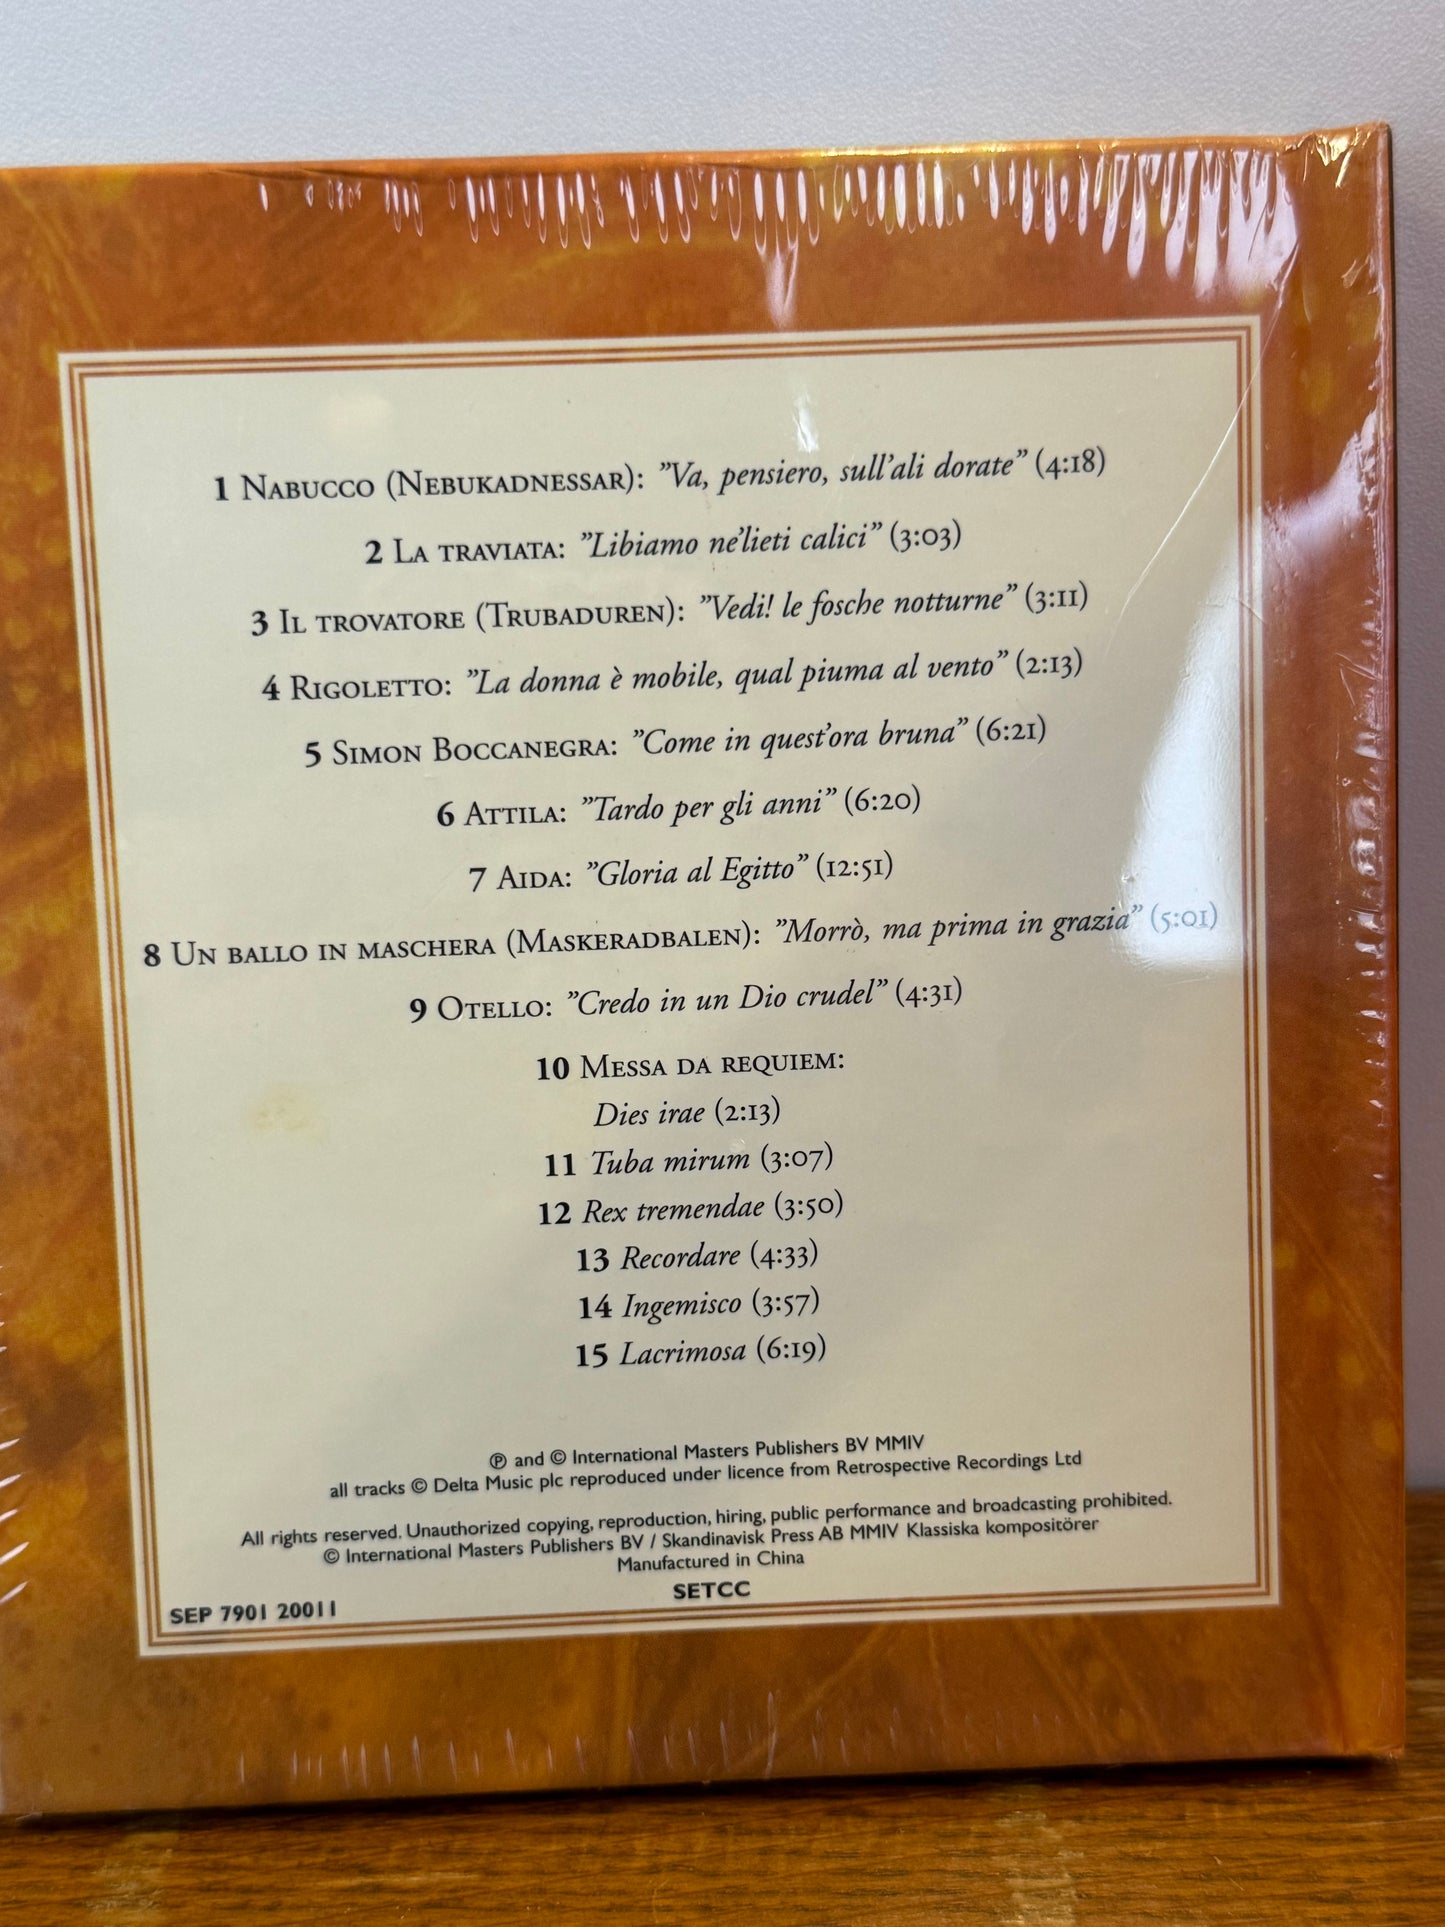 1 Nabucco (Nebukadnessar): ”Va, pensiero, sull'ali dorate” (4:18)
2 La traviata: ”Libiamo ne'lieti calici” (3:03)
3 Il trovatore (Trubaduren): ”Vedi! le fosche notturne” (3:11)
4 Rigoletto: ”La donna è mobile, qual piuma al vento” (2:13)
5 Simon Boccanegra: ”Come in quest'ora bruna” (6:21)
6 Attila: ”Tardo per gli anni” (6:20)
7 Aida: ”Gloria al Egitto” (12:51)
8 Un ballo in maschera (Maskeradbalen): ”Morrò, ma prima in grazia” (5:01)
9 Otello: ”Credo in un Dio crudel” (4:31)
10 Messa da requiem:
Dies irae (2:13)
11 Tuba mirum (3:07)
12 Rex tremendae (3:50)
13 Recordare (4:33)
14 Ingemisco (3:57)
15 Lacrimosa (6:19)
℗ and © International Masters Publishers BV MMIV
all tracks © Delta Music plc reproduced under licence from Retrospective Recordings Ltd
All rights reserved. Unauthorized copying, reproduction, hiring, public performance and broadcasting prohibited.
© International Masters Publishers BV / Skandinavisk Press AB MMIV Klassiska kompositörer
Manufactured in China
SETCC
SEP 7901 20011